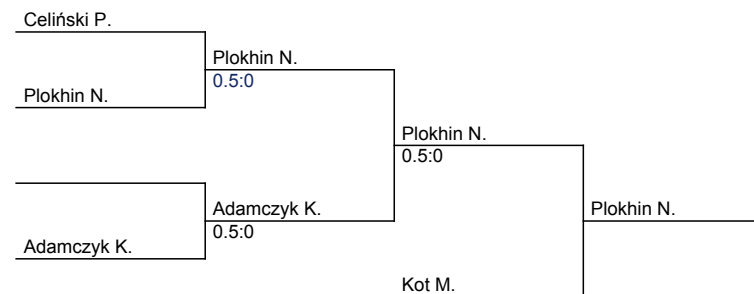 Celiński P.
Plokhin N.
0.5:0
Plokhin N.
Plokhin N.
0.5:0
Adamczyk K.
0.5:0
Plokhin N.
Adamczyk K.
Kot M.